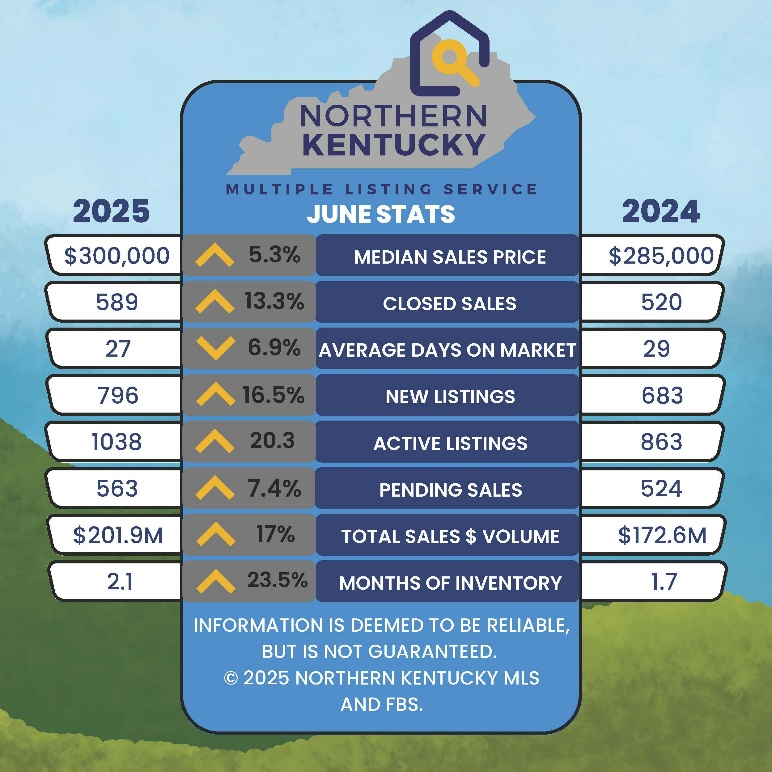 NORTHERN
KENTUCKY
MULTIPLE LISTING SERVICE
2025 JUNE STATS 2024
$300,000 5.3% MEDIAN SALES PRICE $285,000
589 13.3% CLOSED SALES 520
27 6.9% AVERAGE DAYS ON MARKET 29
796 16.5% NEW LISTINGS 683
1038 20.3 ACTIVE LISTINGS 863
563 7.4% PENDING SALES 524
$201.9M 17% TOTAL SALES $ VOLUME $172.6M
2.1 23.5% MONTHS OF INVENTORY 1.7
INFORMATION IS DEEMED TO BE RELIABLE,
BUT IS NOT GUARANTEED.
© 2025 NORTHERN KENTUCKY MLS
AND FBS.